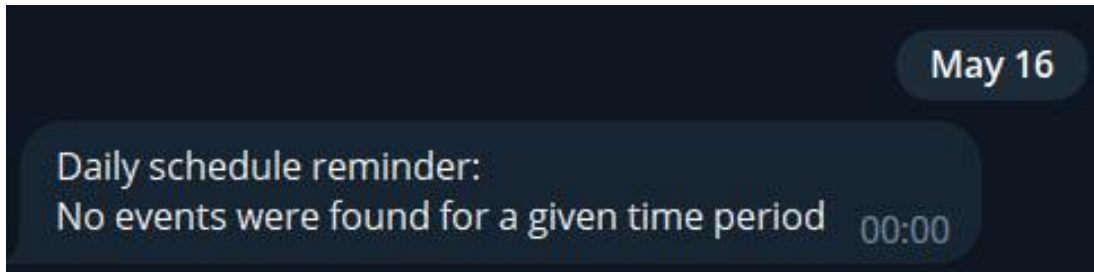 May 16
Daily schedule reminder:
No events were found for a given time period 00:00